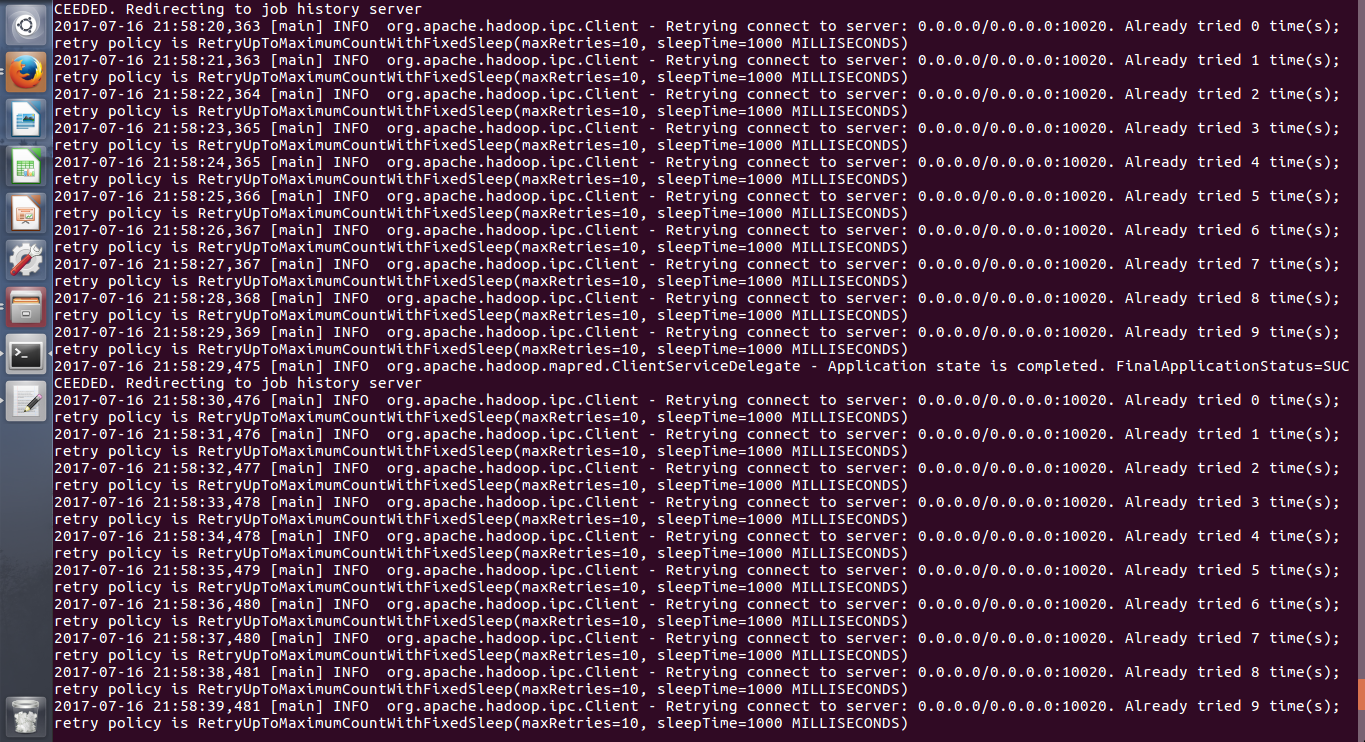 CEEDED. Redirecting to job history server
2017-07-16 21:58:20,363 [main] INFO  org.apache.hadoop.ipc.Client - Retrying connect to server: 0.0.0.0/0.0.0.0:10020. Already tried 0 time(s);
retry policy is RetryUpToMaximumCountWithFixedSleep(maxRetries=10, sleepTime=1000 MILLISECONDS)
2017-07-16 21:58:21,363 [main] INFO  org.apache.hadoop.ipc.Client - Retrying connect to server: 0.0.0.0/0.0.0.0:10020. Already tried 1 time(s);
retry policy is RetryUpToMaximumCountWithFixedSleep(maxRetries=10, sleepTime=1000 MILLISECONDS)
2017-07-16 21:58:22,364 [main] INFO  org.apache.hadoop.ipc.Client - Retrying connect to server: 0.0.0.0/0.0.0.0:10020. Already tried 2 time(s);
retry policy is RetryUpToMaximumCountWithFixedSleep(maxRetries=10, sleepTime=1000 MILLISECONDS)
2017-07-16 21:58:23,365 [main] INFO  org.apache.hadoop.ipc.Client - Retrying connect to server: 0.0.0.0/0.0.0.0:10020. Already tried 3 time(s);
retry policy is RetryUpToMaximumCountWithFixedSleep(maxRetries=10, sleepTime=1000 MILLISECONDS)
2017-07-16 21:58:24,365 [main] INFO  org.apache.hadoop.ipc.Client - Retrying connect to server: 0.0.0.0/0.0.0.0:10020. Already tried 4 time(s);
retry policy is RetryUpToMaximumCountWithFixedSleep(maxRetries=10, sleepTime=1000 MILLISECONDS)
2017-07-16 21:58:25,366 [main] INFO  org.apache.hadoop.ipc.Client - Retrying connect to server: 0.0.0.0/0.0.0.0:10020. Already tried 5 time(s);
retry policy is RetryUpToMaximumCountWithFixedSleep(maxRetries=10, sleepTime=1000 MILLISECONDS)
2017-07-16 21:58:26,367 [main] INFO  org.apache.hadoop.ipc.Client - Retrying connect to server: 0.0.0.0/0.0.0.0:10020. Already tried 6 time(s);
retry policy is RetryUpToMaximumCountWithFixedSleep(maxRetries=10, sleepTime=1000 MILLISECONDS)
2017-07-16 21:58:27,367 [main] INFO  org.apache.hadoop.ipc.Client - Retrying connect to server: 0.0.0.0/0.0.0.0:10020. Already tried 7 time(s);
retry policy is RetryUpToMaximumCountWithFixedSleep(maxRetries=10, sleepTime=1000 MILLISECONDS)
2017-07-16 21:58:28,368 [main] INFO  org.apache.hadoop.ipc.Client - Retrying connect to server: 0.0.0.0/0.0.0.0:10020. Already tried 8 time(s);
retry policy is RetryUpToMaximumCountWithFixedSleep(maxRetries=10, sleepTime=1000 MILLISECONDS)
2017-07-16 21:58:29,369 [main] INFO  org.apache.hadoop.ipc.Client - Retrying connect to server: 0.0.0.0/0.0.0.0:10020. Already tried 9 time(s);
retry policy is RetryUpToMaximumCountWithFixedSleep(maxRetries=10, sleepTime=1000 MILLISECONDS)
2017-07-16 21:58:29,475 [main] INFO  org.apache.hadoop.mapred.ClientServiceDelegate - Application state is completed. FinalApplicationStatus=SUC
CEEDED. Redirecting to job history server
2017-07-16 21:58:30,476 [main] INFO  org.apache.hadoop.ipc.Client - Retrying connect to server: 0.0.0.0/0.0.0.0:10020. Already tried 0 time(s);
retry policy is RetryUpToMaximumCountWithFixedSleep(maxRetries=10, sleepTime=1000 MILLISECONDS)
2017-07-16 21:58:31,476 [main] INFO  org.apache.hadoop.ipc.Client - Retrying connect to server: 0.0.0.0/0.0.0.0:10020. Already tried 1 time(s);
retry policy is RetryUpToMaximumCountWithFixedSleep(maxRetries=10, sleepTime=1000 MILLISECONDS)
2017-07-16 21:58:32,477 [main] INFO  org.apache.hadoop.ipc.Client - Retrying connect to server: 0.0.0.0/0.0.0.0:10020. Already tried 2 time(s);
retry policy is RetryUpToMaximumCountWithFixedSleep(maxRetries=10, sleepTime=1000 MILLISECONDS)
2017-07-16 21:58:33,478 [main] INFO  org.apache.hadoop.ipc.Client - Retrying connect to server: 0.0.0.0/0.0.0.0:10020. Already tried 3 time(s);
retry policy is RetryUpToMaximumCountWithFixedSleep(maxRetries=10, sleepTime=1000 MILLISECONDS)
2017-07-16 21:58:34,478 [main] INFO  org.apache.hadoop.ipc.Client - Retrying connect to server: 0.0.0.0/0.0.0.0:10020. Already tried 4 time(s);
retry policy is RetryUpToMaximumCountWithFixedSleep(maxRetries=10, sleepTime=1000 MILLISECONDS)
2017-07-16 21:58:35,479 [main] INFO  org.apache.hadoop.ipc.Client - Retrying connect to server: 0.0.0.0/0.0.0.0:10020. Already tried 5 time(s);
retry policy is RetryUpToMaximumCountWithFixedSleep(maxRetries=10, sleepTime=1000 MILLISECONDS)
2017-07-16 21:58:36,480 [main] INFO  org.apache.hadoop.ipc.Client - Retrying connect to server: 0.0.0.0/0.0.0.0:10020. Already tried 6 time(s);
retry policy is RetryUpToMaximumCountWithFixedSleep(maxRetries=10, sleepTime=1000 MILLISECONDS)
2017-07-16 21:58:37,480 [main] INFO  org.apache.hadoop.ipc.Client - Retrying connect to server: 0.0.0.0/0.0.0.0:10020. Already tried 7 time(s);
retry policy is RetryUpToMaximumCountWithFixedSleep(maxRetries=10, sleepTime=1000 MILLISECONDS)
2017-07-16 21:58:38,481 [main] INFO  org.apache.hadoop.ipc.Client - Retrying connect to server: 0.0.0.0/0.0.0.0:10020. Already tried 8 time(s);
retry policy is RetryUpToMaximumCountWithFixedSleep(maxRetries=10, sleepTime=1000 MILLISECONDS)
2017-07-16 21:58:39,481 [main] INFO  org.apache.hadoop.ipc.Client - Retrying connect to server: 0.0.0.0/0.0.0.0:10020. Already tried 9 time(s);
retry policy is RetryUpToMaximumCountWithFixedSleep(maxRetries=10, sleepTime=1000 MILLISECONDS)